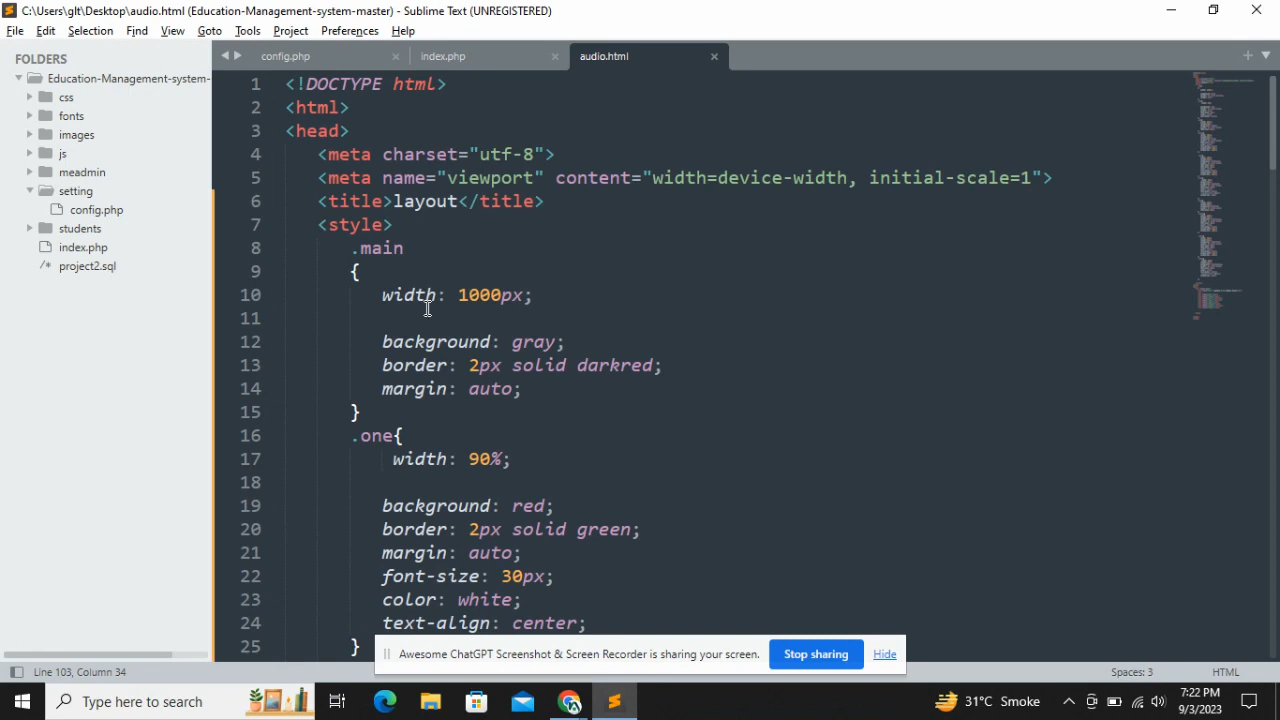 C:\Users\glt\Desktop\audio.html (Education-Management-system-master) - Sublime Text (UNREGISTERED)
File Edit Selection Find View Goto Tools Project Preferences Help
FOLDERS
Education-Management-system-
css
fonts
images
js
meadmin
setting
config.php
students
index.php
/* project2.sql
config.php index.php audio.html
1 <!DOCTYPE html>
2 <html>
3 <head>
4 <meta charset="utf-8">
5 <meta name="viewport" content="width=device-width, initial-scale=1">
6 <title>layout</title>
7 <style>
8 .main
9 {
10 width: 1000px;
11
12 background: gray;
13 border: 2px solid darkred;
14 margin: auto;
15 }
16 .one{
17 width: 90%;
18
19 background: red;
20 border: 2px solid green;
21 margin: auto;
22 font-size: 30px;
23 color: white;
24 text-align: center;
25 }
Awesome ChatGPT Screenshot & Screen Recorder is sharing your screen. Stop sharing Hide
Line 103, Column 34 Spaces: 3 HTML
Type here to search 31°C Smoke 7:22 PM
9/3/2023